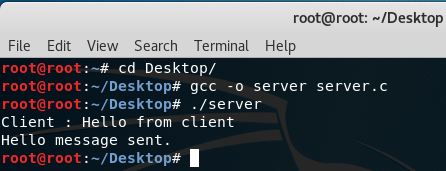 root@root: ~/Desktop
File Edit View Search Terminal Help
root@root:~# cd Desktop/
root@root:~/Desktop# gcc -o server server.c
root@root:~/Desktop# ./server
Client : Hello from client
Hello message sent.
root@root:~/Desktop#